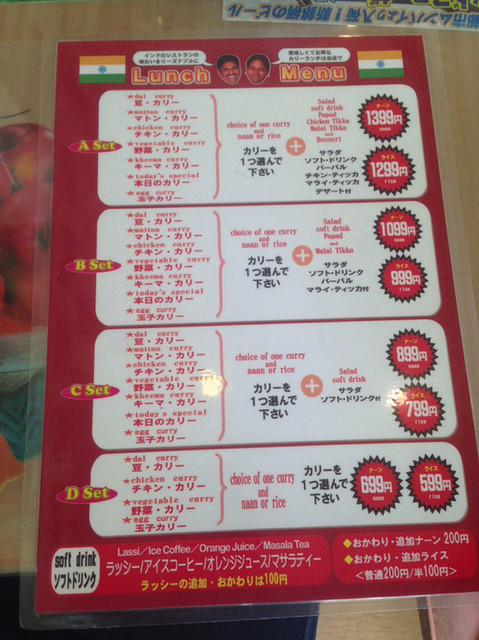 都市ムンバイよ入荷!新銘柄のビール
インドのレストランの
味わいをリーズナブルに
美味しくてお得な
カリーランチは当店で
Lunch Menu
A Set
★dal curry
豆・カリー
★mutton curry
マトン・カリー
★chicken curry
チキン・カリー
★vegetable curry
野菜・カリー
★kheema curry
キーマ・カリー
★today's special
本日のカリー
★egg curry
玉子カリー
choice of one curry
and
naan or rice
カリーを
1つ選んで
下さい
+
Salad
soft drink
Papad
Chicken Tikka
Malai Tikka
and
Dessert
サラダ
ソフト・ドリンク
パーパル
チキン・ティッカ
マライ・ティッカ
デザート付
ナーン
1399円
naan
ライス
1299円
rice
B Set
★dal curry
豆・カリー
★mutton curry
マトン・カリー
★chicken curry
チキン・カリー
★vegetable curry
野菜・カリー
★kheema curry
キーマ・カリー
★today's special
本日のカリー
★egg curry
玉子カリー
choice of one curry
and
naan or rice
カリーを
1つ選んで
下さい
+
Salad
soft drink
Papad
and
Malai Tikka
サラダ
ソフト・ドリンク
パーパル
マライ・ティッカ付
ナーン
1099円
naan
ライス
999円
rice
C Set
★dal curry
豆・カリー
★mutton curry
マトン・カリー
★chicken curry
チキン・カリー
★vegetable curry
野菜・カリー
★kheema curry
キーマ・カリー
★today's special
本日のカリー
★egg curry
玉子カリー
choice of one curry
and
naan or rice
カリーを
1つ選んで
下さい
+
Salad
soft drink
サラダ
ソフト・ドリンク付
ナーン
899円
naan
ライス
799円
rice
D Set
★dal curry
豆・カリー
★chicken curry
チキン・カリー
★vegetable curry
野菜・カリー
★egg curry
玉子カリー
choice of one curry
and
naan or rice
カリーを
1つ選んで
下さい
ナーン
699円
naan
ライス
599円
rice
soft drink
ソフトドリンク
Lassi／Ice Coffee／Orange Juice／Masala Tea
ラッシー/アイスコーヒー/オレンジジュース/マサラティー
ラッシーの追加・おかわりは100円
◆おかわり・追加ナーン 200円
◆おかわり・追加ライス
<普通200円/半100円>